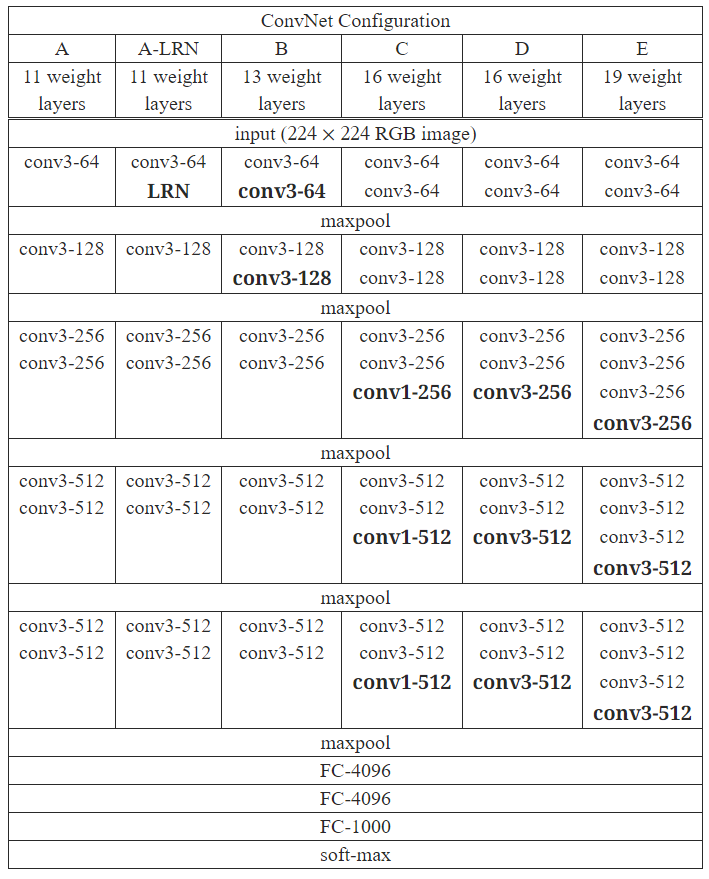 ConvNet Configuration
A A-LRN B C D E
11 weight 11 weight 13 weight 16 weight 16 weight 19 weight
layers layers layers layers layers layers
input (224 × 224 RGB image)
conv3-64 conv3-64 conv3-64 conv3-64 conv3-64 conv3-64
LRN conv3-64 conv3-64 conv3-64 conv3-64
maxpool
conv3-128 conv3-128 conv3-128 conv3-128 conv3-128 conv3-128
conv3-128 conv3-128 conv3-128 conv3-128
maxpool
conv3-256 conv3-256 conv3-256 conv3-256 conv3-256 conv3-256
conv3-256 conv3-256 conv3-256 conv3-256 conv3-256 conv3-256
conv1-256 conv3-256 conv3-256
conv3-256
maxpool
conv3-512 conv3-512 conv3-512 conv3-512 conv3-512 conv3-512
conv3-512 conv3-512 conv3-512 conv3-512 conv3-512 conv3-512
conv1-512 conv3-512 conv3-512
conv3-512
maxpool
conv3-512 conv3-512 conv3-512 conv3-512 conv3-512 conv3-512
conv3-512 conv3-512 conv3-512 conv3-512 conv3-512 conv3-512
conv1-512 conv3-512 conv3-512
conv3-512
maxpool
FC-4096
FC-4096
FC-1000
soft-max